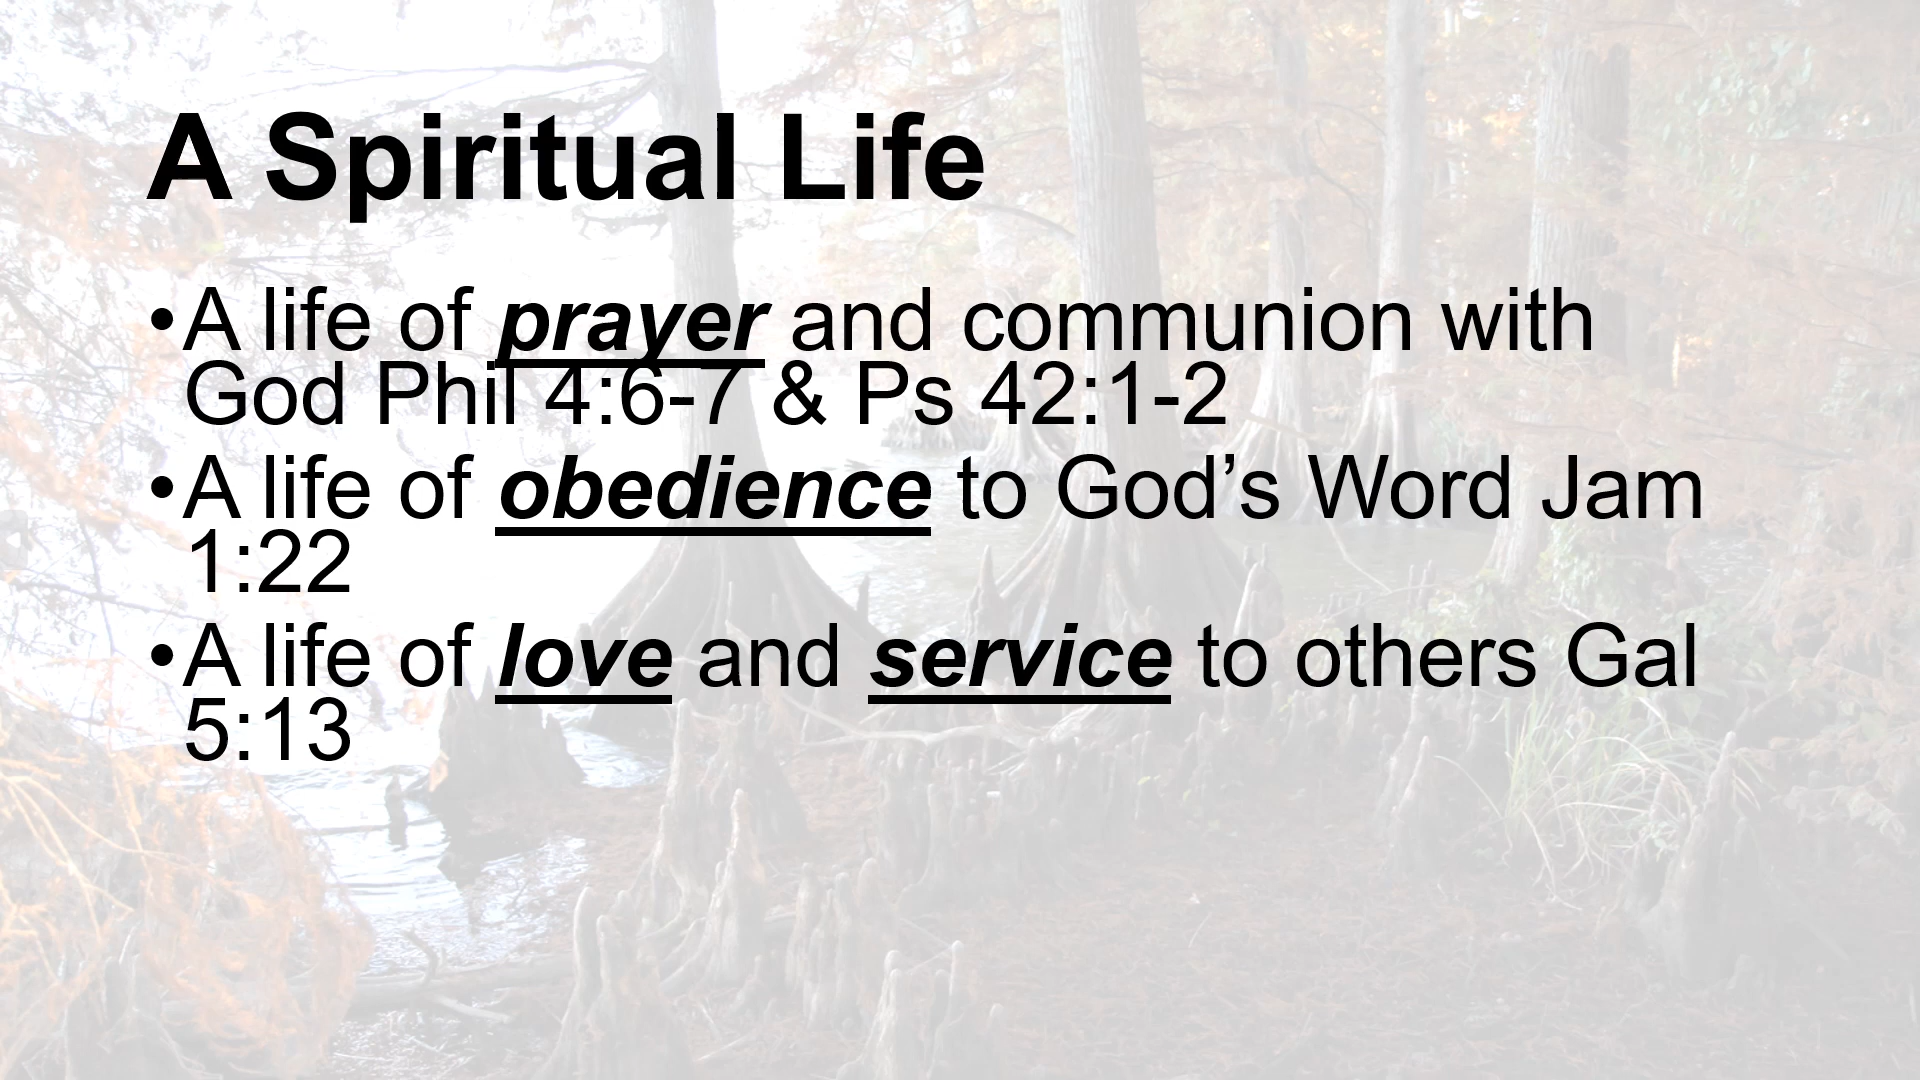 A Spiritual Life
•A life of prayer and communion with
God Phil 4:6-7 & Ps 42:1-2
•A life of obedience to God’s Word Jam
1:22
•A life of love and service to others Gal
5:13